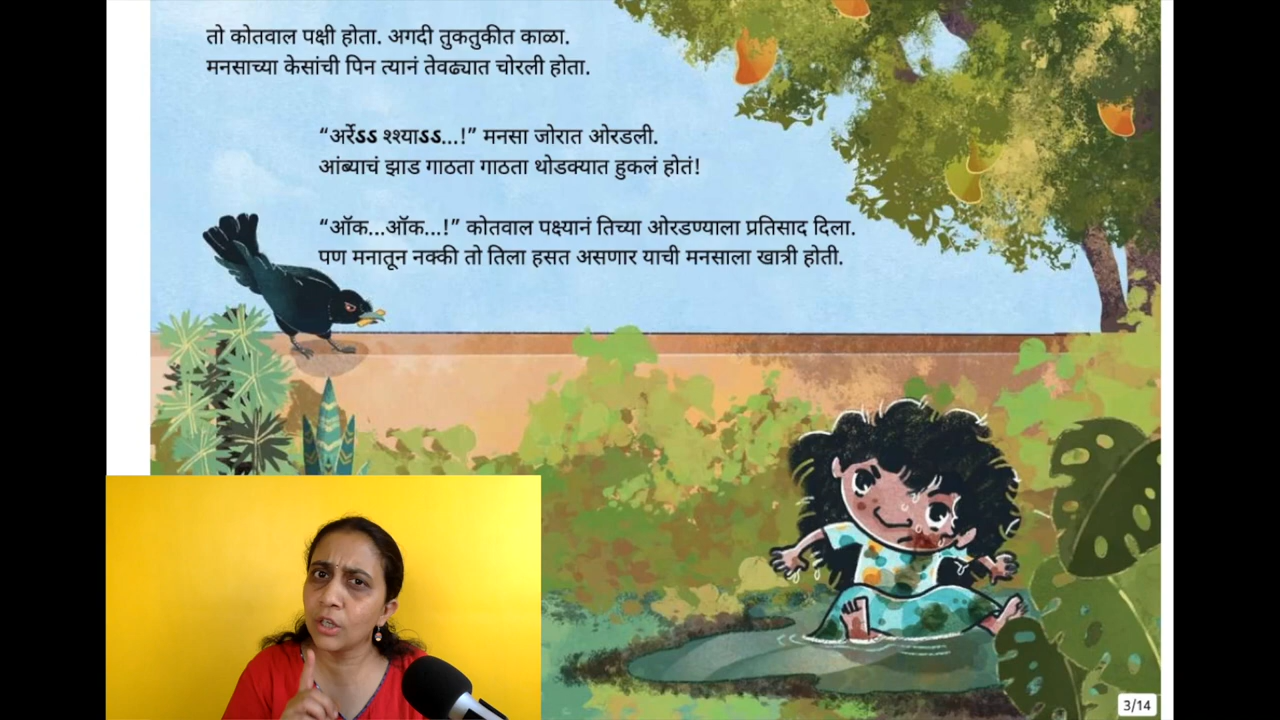 तो कोतवाल पक्षी होता. अगदी तुकतुकीत काळा.
मनसाच्या केसांची पिन त्यानं तेवढ्यात चोरली होता.
“अर्रेऽऽ श्श्याऽऽ...!” मनसा जोरात ओरडली.
आंब्याचं झाड गाठता गाठता थोडक्यात हुकलं होतं!
“ऑक...ऑक...!” कोतवाल पक्ष्यानं तिच्या ओरडण्याला प्रतिसाद दिला.
पण मनातून नक्की तो तिला हसत असणार याची मनसाला खात्री होती.
3/14